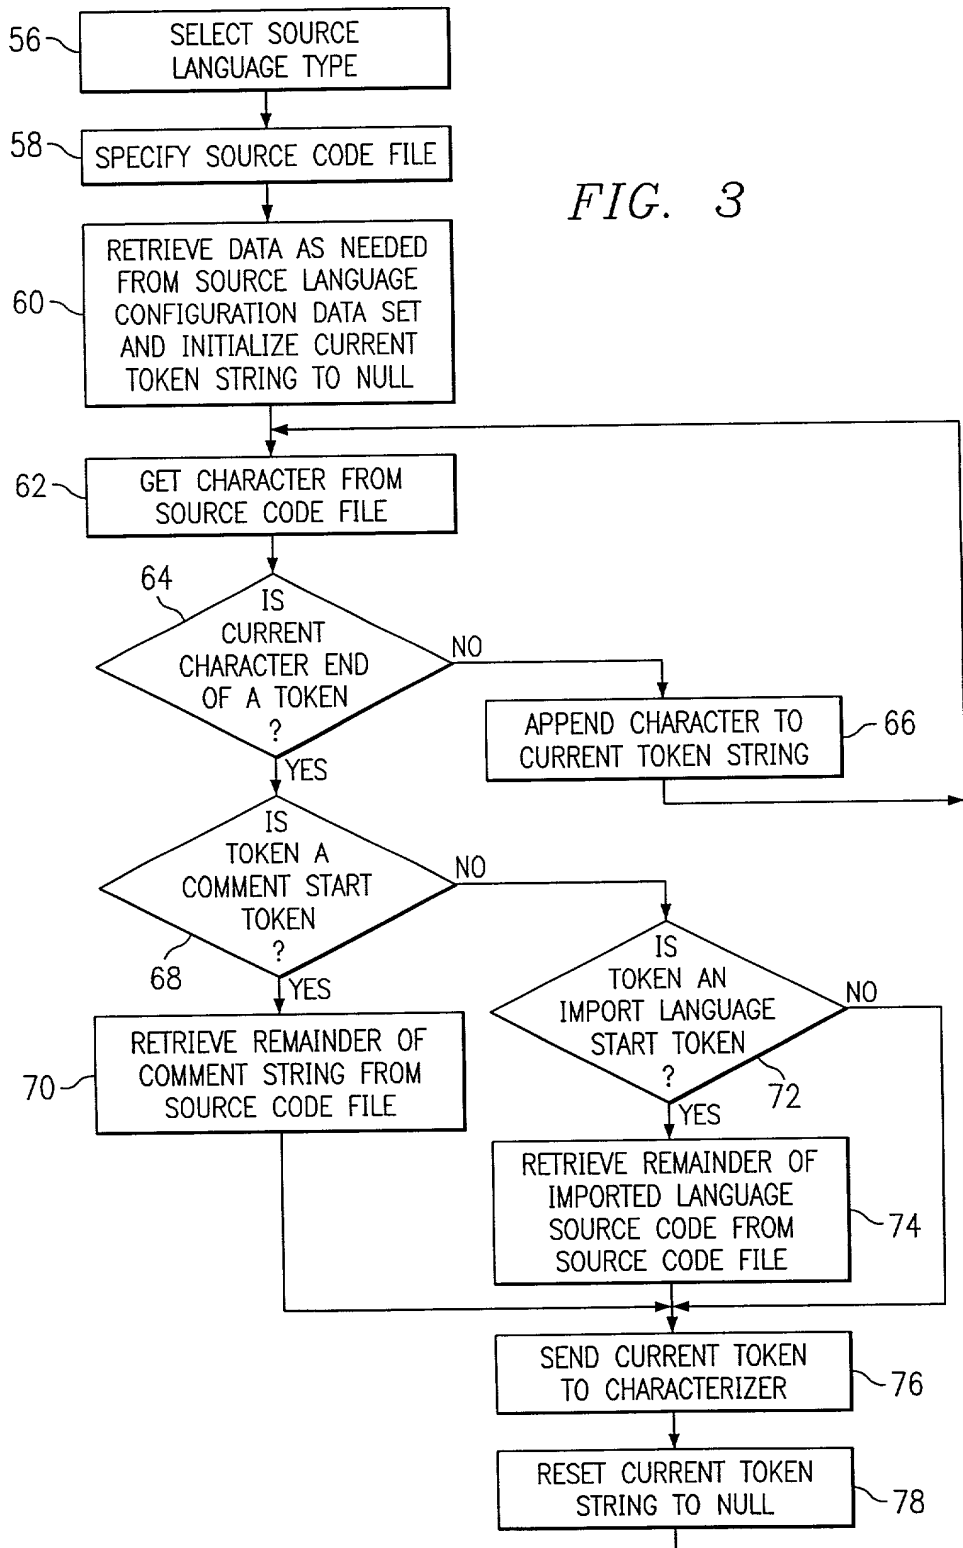 56
SELECT SOURCE
LANGUAGE TYPE
58
SPECIFY SOURCE CODE FILE
FIG. 3
60
RETRIEVE DATA AS NEEDED
FROM SOURCE LANGUAGE
CONFIGURATION DATA SET
AND INITIALIZE CURRENT
TOKEN STRING TO NULL
62
GET CHARACTER FROM
SOURCE CODE FILE
64
IS
CURRENT
CHARACTER END
OF A TOKEN
?
NO
YES
APPEND CHARACTER TO
CURRENT TOKEN STRING
66
IS
TOKEN A
COMMENT START
TOKEN
?
68
NO
YES
70
RETRIEVE REMAINDER OF
COMMENT STRING FROM
SOURCE CODE FILE
IS
TOKEN AN
IMPORT LANGUAGE
START TOKEN
?
72
NO
YES
RETRIEVE REMAINDER OF
IMPORTED LANGUAGE
SOURCE CODE FROM
SOURCE CODE FILE
74
SEND CURRENT TOKEN
TO CHARACTERIZER
76
RESET CURRENT TOKEN
STRING TO NULL
78